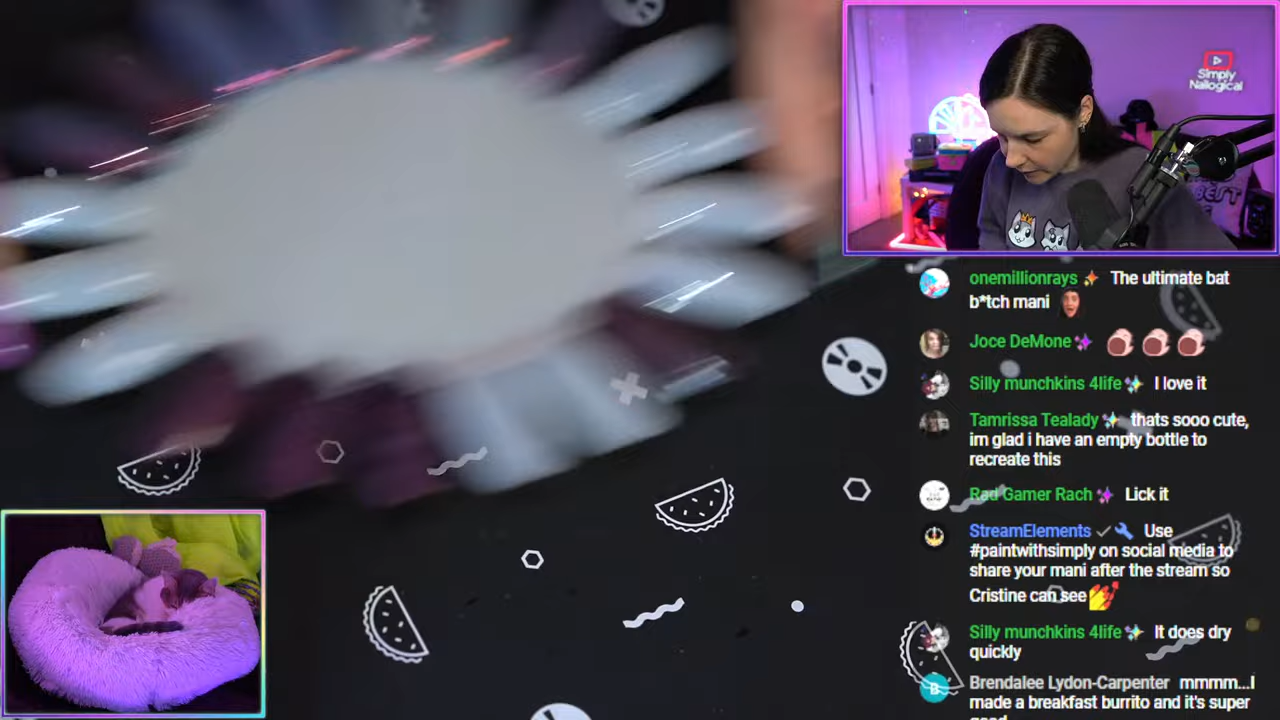 Simply
Nailogical
BEST
onemillionrays The ultimate bat
b*tch mani
Joce DeMone
Silly munchkins 4life I love it
Tamrissa Tealady thats sooo cute,
im glad i have an empty bottle to
recreate this
Rad Gamer Rach Lick it
StreamElements Use
#paintwithsimply on social media to
share your mani after the stream so
Cristine can see
Silly munchkins 4life It does dry
quickly
B Brendalee Lydon-Carpenter mmmm...I
made a breakfast burrito and it's super
good